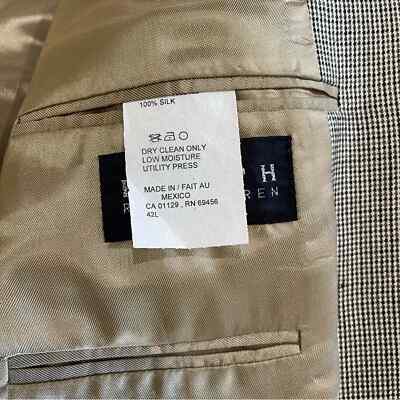 100% SILK
DRY CLEAN ONLY
LOW MOISTURE
UTILITY PRESS
MADE IN / FAIT AU
MEXICO
CA 01129 , RN 69456
42L